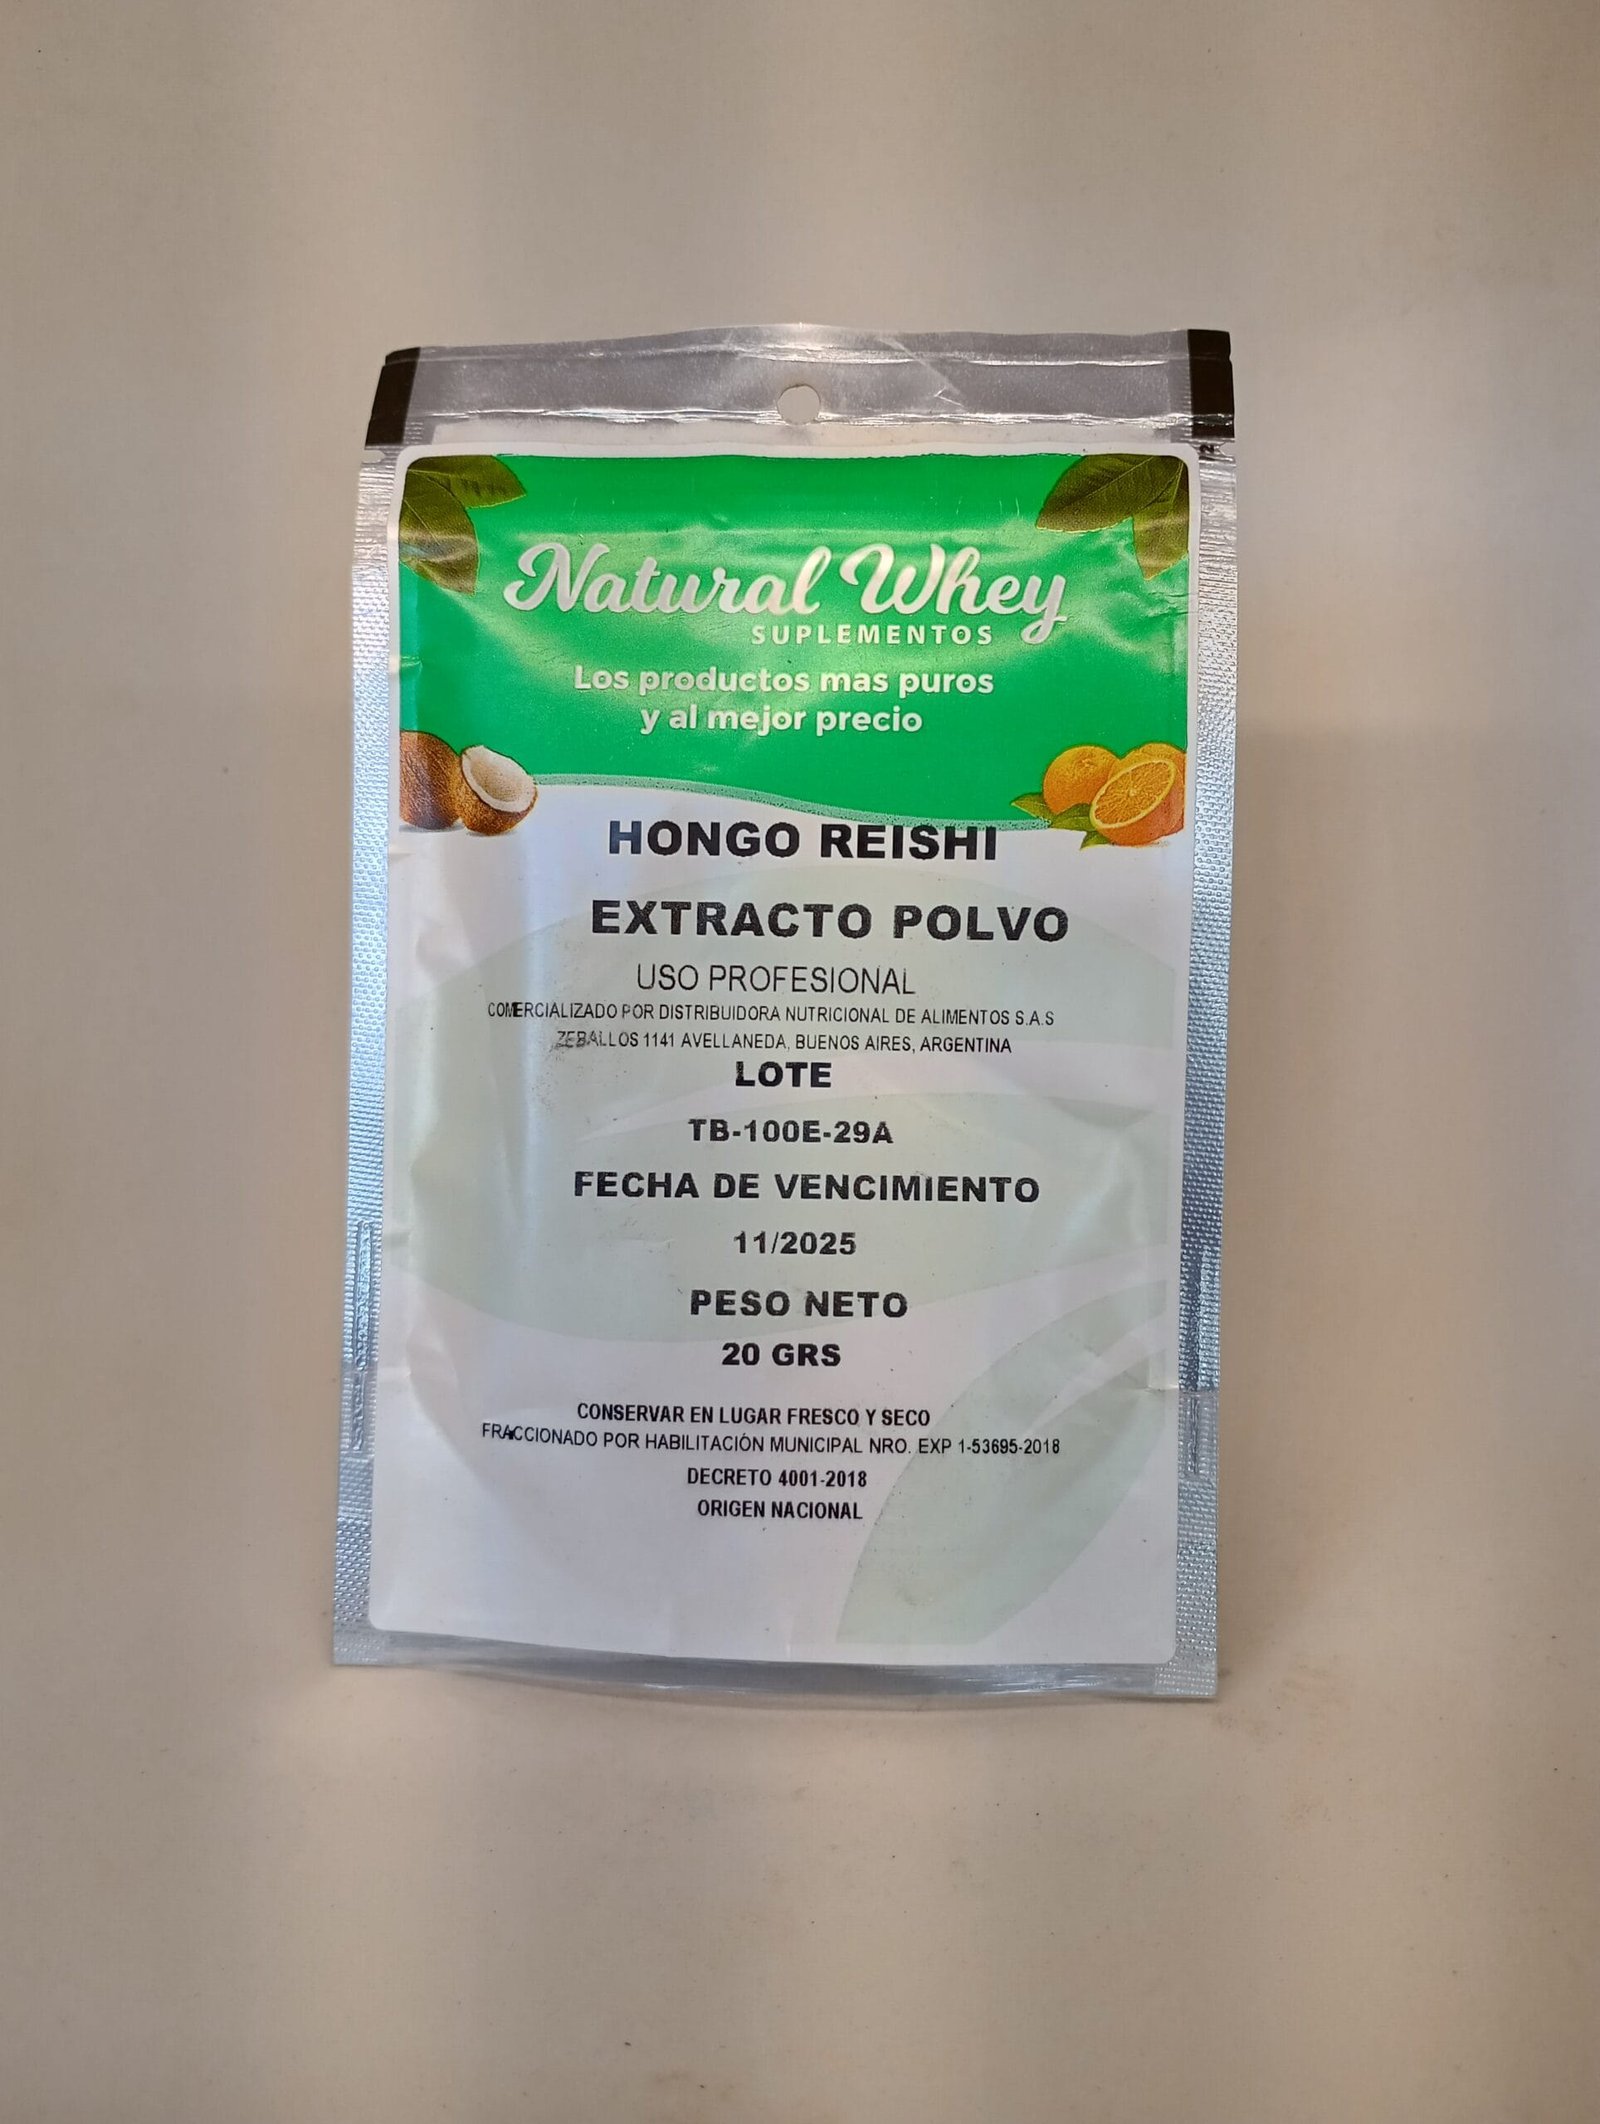 Natural Whey
SUPLEMENTOS
Los productos mas puros
y al mejor precio
HONGO REISHI
EXTRACTO POLVO
USO PROFESIONAL
COMERCIALIZADO POR DISTRIBUIDORA NUTRICIONAL DE ALIMENTOS S.A.S
ZEBALLOS 1141 AVELLANEDA, BUENOS AIRES, ARGENTINA
LOTE
TB-100E-29A
FECHA DE VENCIMIENTO
11/2025
PESO NETO
20 GRS
CONSERVAR EN LUGAR FRESCO Y SECO
FRACCIONADO POR HABILITACIÓN MUNICIPAL NRO. EXP 1-53695-2018
DECRETO 4001-2018
ORIGEN NACIONAL